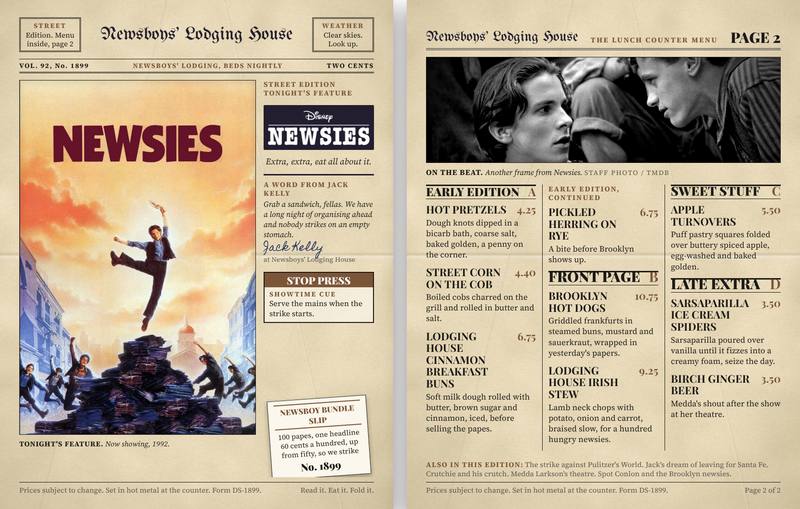 STREET
Edition. Menu
inside, page 2
Newsboys' Lodging House
WEATHER
Clear skies.
Look up.
VOL. 92, No. 1899
NEWSBOYS' LODGING, BEDS NIGHTLY
TWO CENTS
NEWSIES
TONIGHT'S FEATURE. Now showing, 1992.
STREET EDITION
TONIGHT'S FEATURE
Disney
NEWSIES
Extra, extra, eat all about it.
A WORD FROM JACK
KELLY
Grab a sandwich, fellas. We have
a long night of organising ahead
and nobody strikes on an empty
stomach.
Jack Kelly
at Newsboys' Lodging House
STOP PRESS
SHOWTIME CUE
Serve the mains when the
strike starts.
NEWSBOY BUNDLE
SLIP
100 papes, one headline
60 cents a hundred, up
from fifty, so we strike
No. 1899
Prices subject to change. Set in hot metal at the counter. Form DS-1899.
Read it. Eat it. Fold it.
Newsboys' Lodging House
THE LUNCH COUNTER MENU
PAGE 2
ON THE BEAT. Another frame from Newsies. STAFF PHOTO / TMDB
EARLY EDITION A
HOT PRETZELS 4.25
Dough knots dipped in a
bicarb bath, coarse salt,
baked golden, a penny on
the corner.
STREET CORN 4.40
ON THE COB
Boiled cobs charred on the
grill and rolled in butter and
salt.
LODGING 6.75
HOUSE
CINNAMON
BREAKFAST
BUNS
Soft milk dough rolled with
butter, brown sugar and
cinnamon, iced, before
selling the papes.
EARLY EDITION,
CONTINUED
PICKLED 6.75
HERRING ON
RYE
A bite before Brooklyn
shows up.
FRONT PAGE B
BROOKLYN 10.75
HOT DOGS
Griddled frankfurts in
steamed buns, mustard and
sauerkraut, wrapped in
yesterday's papers.
LODGING 9.25
HOUSE IRISH
STEW
Lamb neck chops with
potato, onion and carrot,
braised slow, for a hundred
hungry newsies.
SWEET STUFF C
APPLE 5.50
TURNOVERS
Puff pastry squares folded
over buttery spiced apple,
egg-washed and baked
golden.
LATE EXTRA D
SARSAPARILLA 3.50
ICE CREAM
SPIDERS
Sarsaparilla poured over
vanilla until it fizzes into a
creamy foam, seize the day.
BIRCH GINGER 3.50
BEER
Medda's shout after the show
at her theatre.
ALSO IN THIS EDITION: The strike against Pulitzer's World. Jack's dream of leaving for Santa Fe.
Crutchie and his crutch. Medda Larkson's theatre. Spot Conlon and the Brooklyn newsies.
Prices subject to change. Set in hot metal at the counter. Form DS-1899.
Page 2 of 2